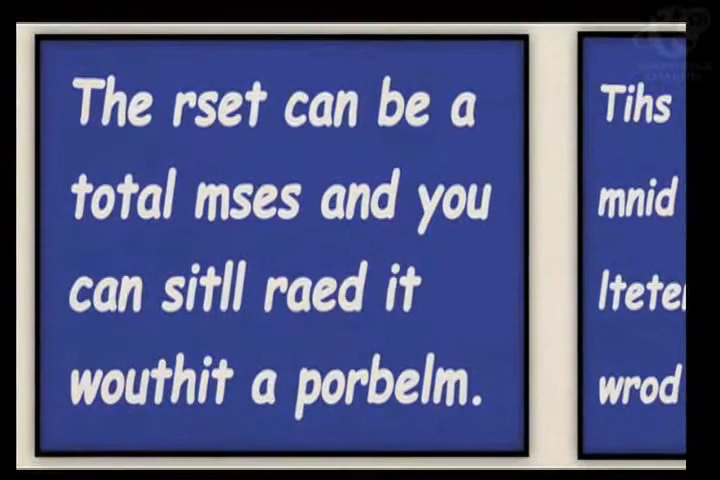 The rset can be a
total mses and you
can sitll raed it
wouthit a porbelm.
Tihs
mnid
wrod